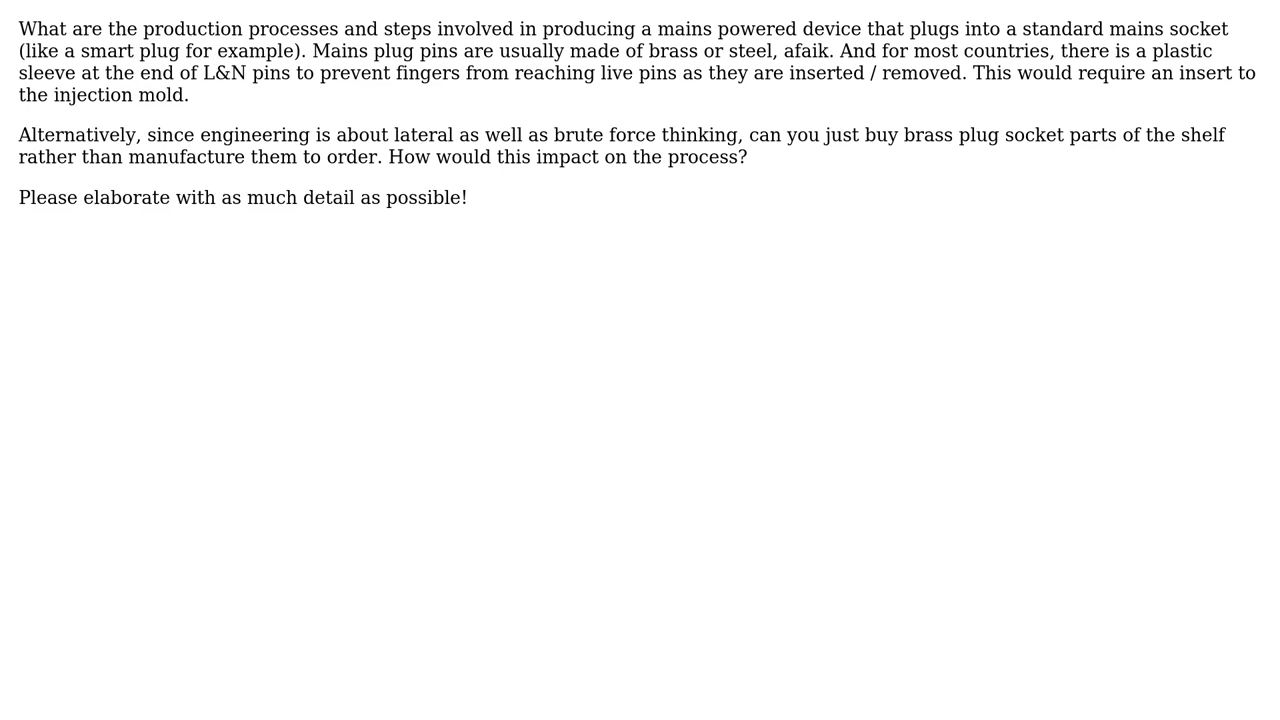 What are the production processes and steps involved in producing a mains powered device that plugs into a standard mains socket
(like a smart plug for example). Mains plug pins are usually made of brass or steel, afaik. And for most countries, there is a plastic
sleeve at the end of L&N pins to prevent fingers from reaching live pins as they are inserted / removed. This would require an insert to
the injection mold.
Alternatively, since engineering is about lateral as well as brute force thinking, can you just buy brass plug socket parts of the shelf
rather than manufacture them to order. How would this impact on the process?
Please elaborate with as much detail as possible!